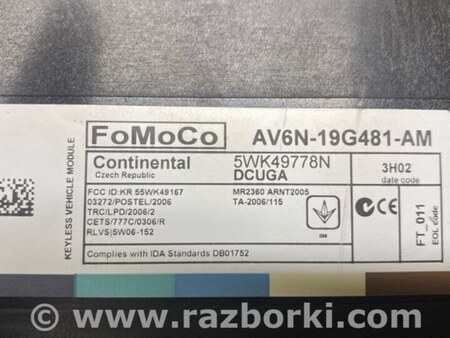 FoMoCo
AV6N-19G481-AM
KEYLESS VEHICLE MODULE
Continental
Czech Republic
5WK49778N
DCUGA
3H02
date code
FCC ID:KR 55WK49167
03272/POSTEL/2006
TRC/LPD/2006/2
CETS/777C/0306/R
RLVS|5W06-152
MR2360 ARNT2005
TA-2006/115
CE
FT_011
EOL code
Complies with IDA Standards DB01752
© www.razborki.com